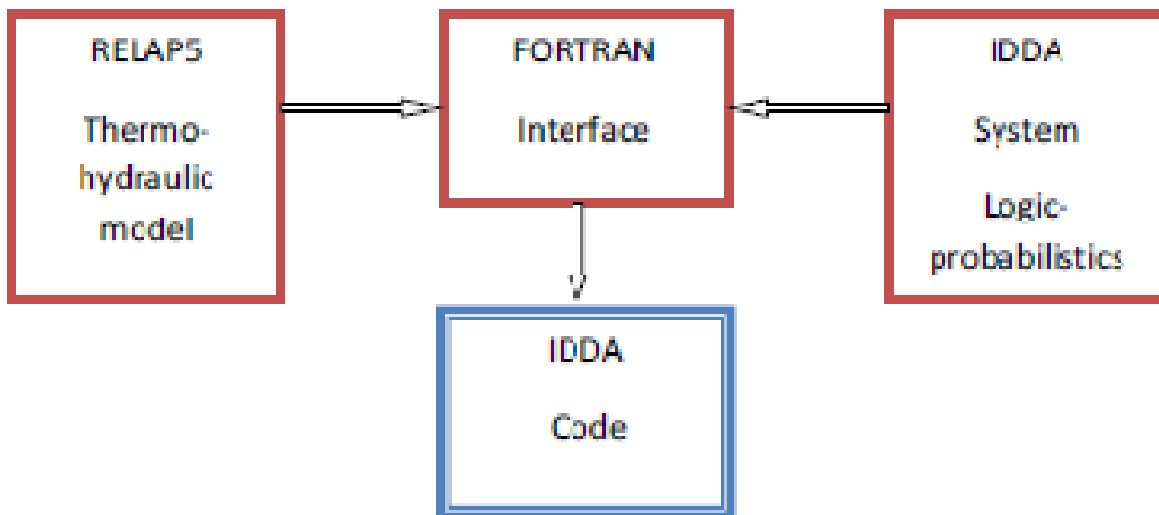 RELAP5
Thermo-
hydraulic
model
FORTRAN
Interface
IDDA
System
Logic-
probabilistics
IDDA
Code